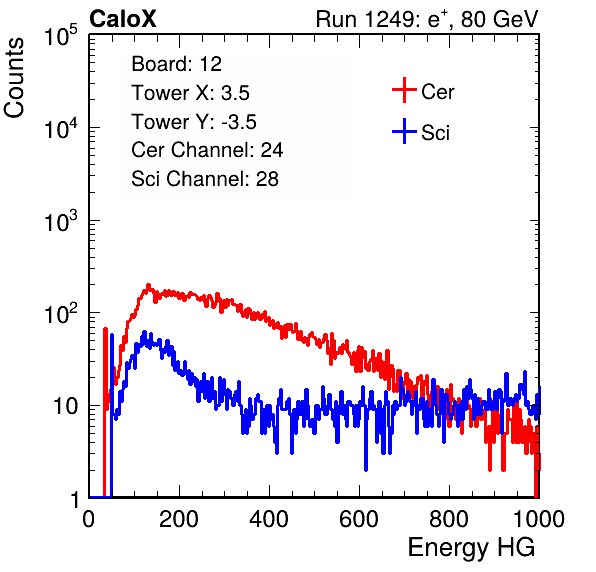 CaloX Run 1249: e+, 80 GeV
Counts
10^5
10^4
10^3
10^2
10
1
Board: 12
Tower X: 3.5
Tower Y: -3.5
Cer Channel: 24
Sci Channel: 28
Cer
Sci
0 200 400 600 800 1000
Energy HG